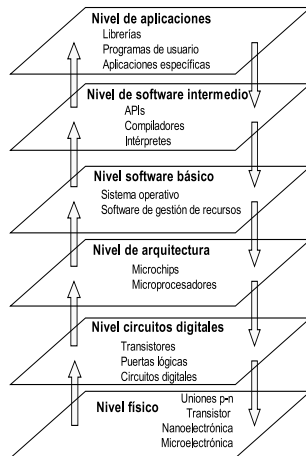 Nivel de aplicaciones
Librerías
Programas de usuario
Aplicaciones específicas
Nivel de software intermedio
APIs
Compiladores
Intérpretes
Nivel software básico
Sistema operativo
Software de gestión de recursos
Nivel de arquitectura
Microchips
Microprocesadores
Nivel circuitos digitales
Transistores
Puertas lógicas
Circuitos digitales
Nivel físico
Uniones p-n
Transistor
Nanoelectrónica
Microelectrónica